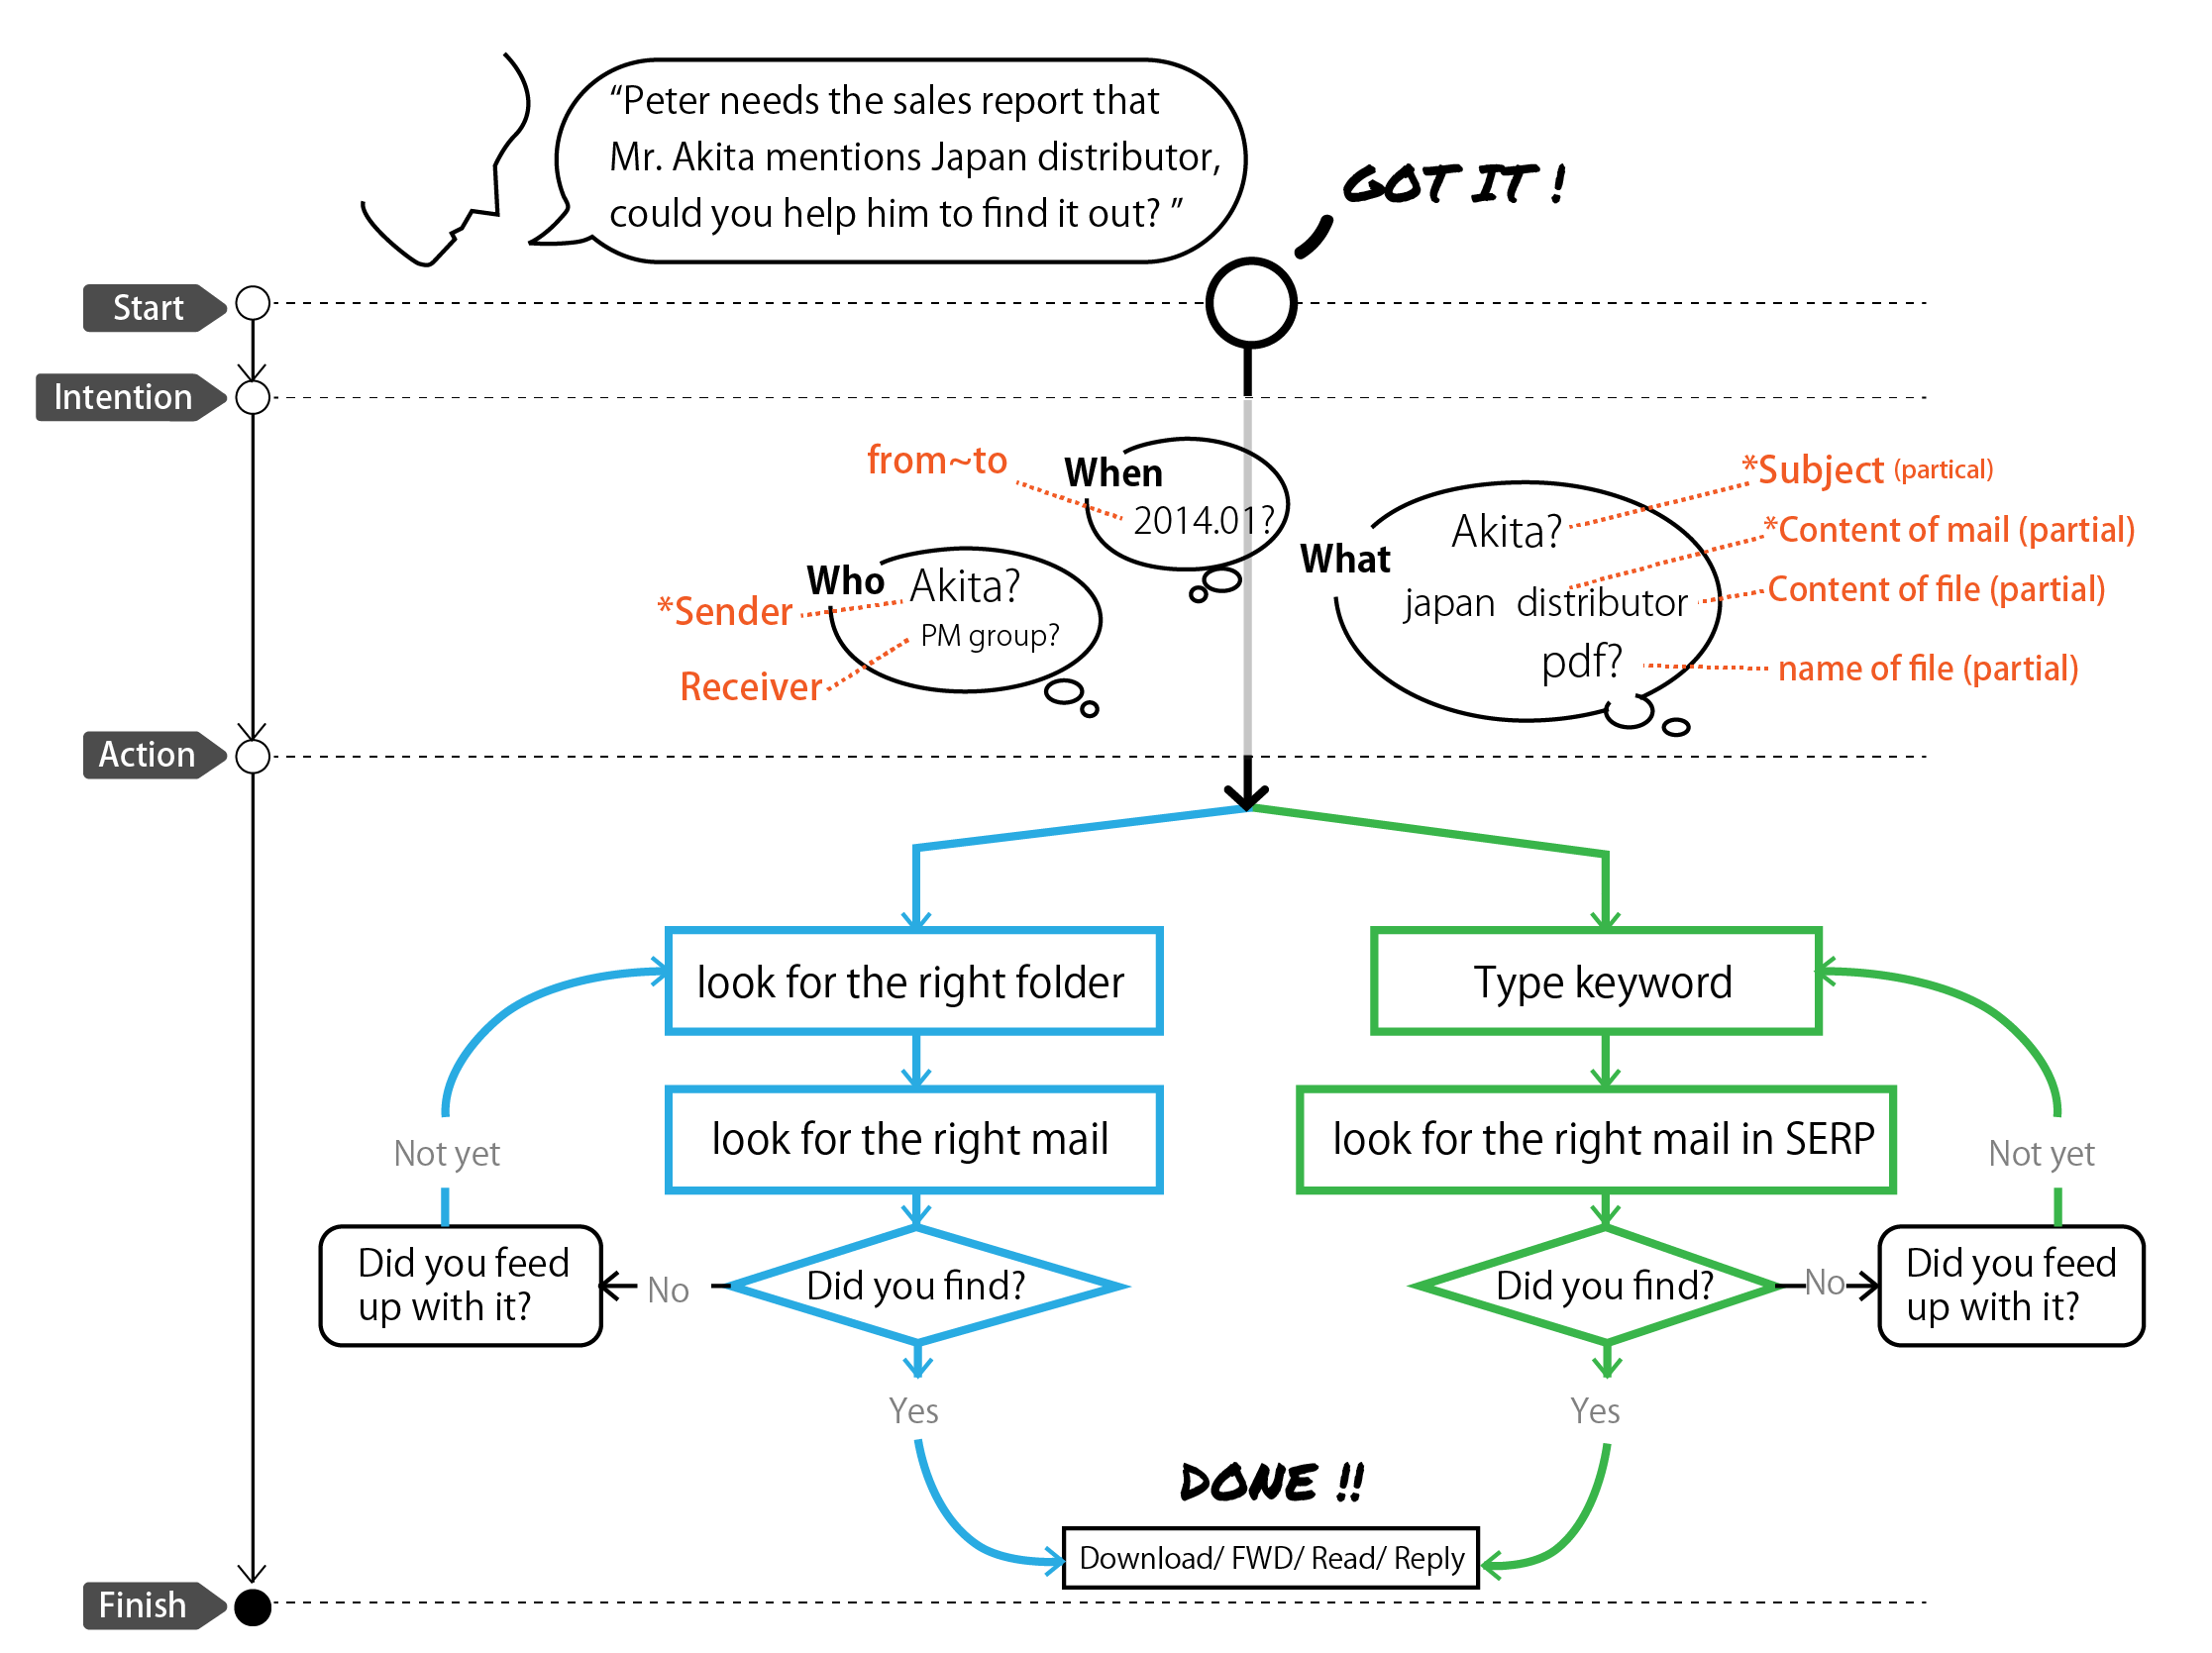 “Peter needs the sales report that
Mr. Akita mentions Japan distributor,
could you help him to find it out? ”
GOT IT !
Start
Intention
from~to
When
2014.01?
*Subject (partical)
Akita?
*Content of mail (partial)
What
Who
Akita?
*Sender
japan distributor
Content of file (partial)
PM group?
pdf?
name of file (partial)
Receiver
Action
look for the right folder
Type keyword
look for the right mail
look for the right mail in SERP
Not yet
Not yet
Did you feed
up with it?
No
Did you find?
Did you find?
No
Did you feed
up with it?
Yes
Yes
DONE !!
Download/ FWD/ Read/ Reply
Finish